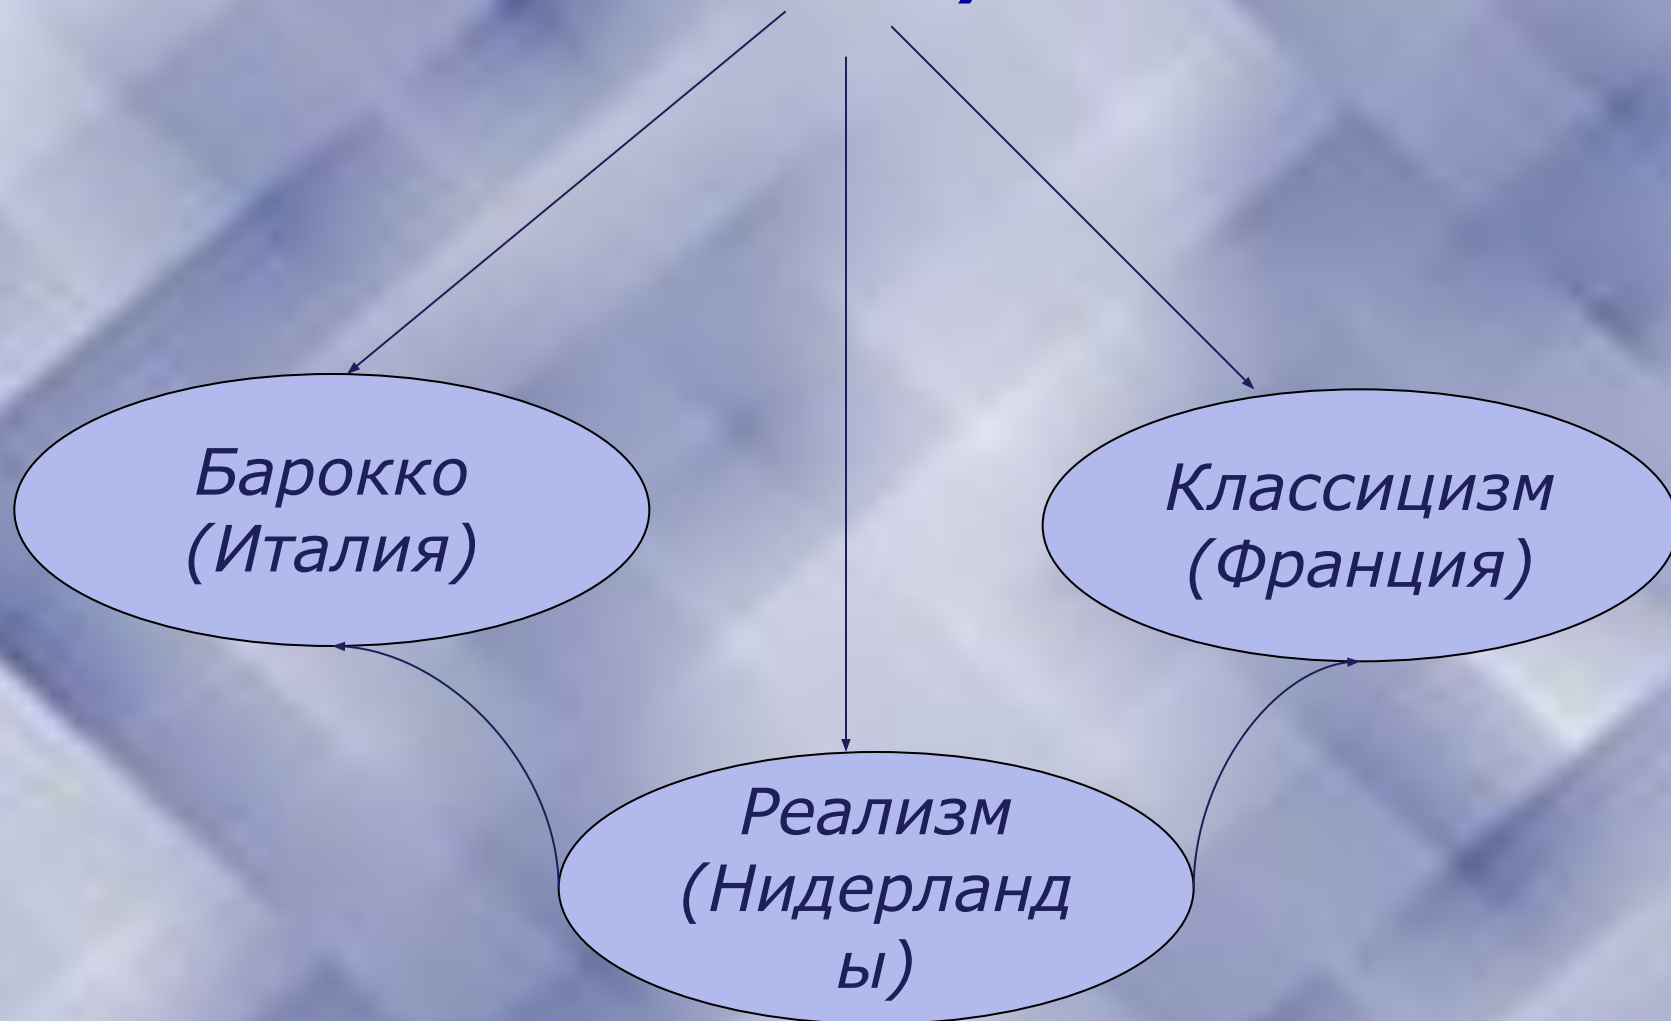 Барокко
(Италия)
Классицизм
(Франция)
Реализм
(Нидерланд
ы)